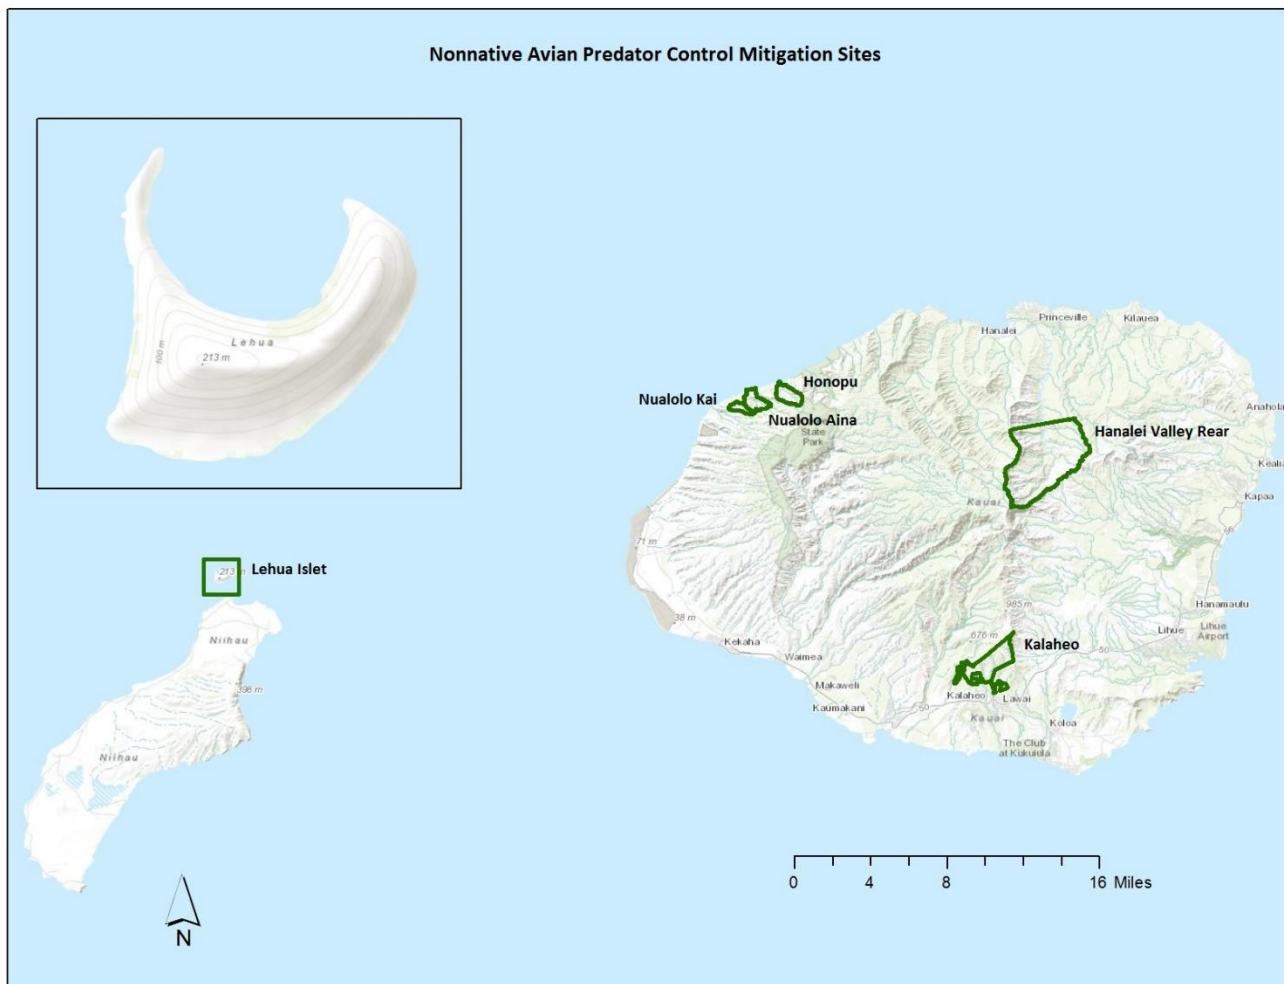 Nonnative Avian Predator Control Mitigation Sites
Lehua
100 m
213 m
Princeville
Kilauea
Hanalei
Honopu
Nualolo Kai
Nualolo Aina
State
Park
Anahola
Hanalei Valley Rear
Kealia
Kapaa
Kauai
71 m
213 m
Lehua Islet
38 m
985 m
Hanamaulu
Lihue
Lihue
Airport
Niihau
676 m
Kalaheo
50
Kekaha
Waimea
398 m
Makaweli
Kaumakani
50
Kalaheo
Lawai
Kauai
Koloa
The Club
at Kukuiula
Niihau
0
4
8
16 Miles
N